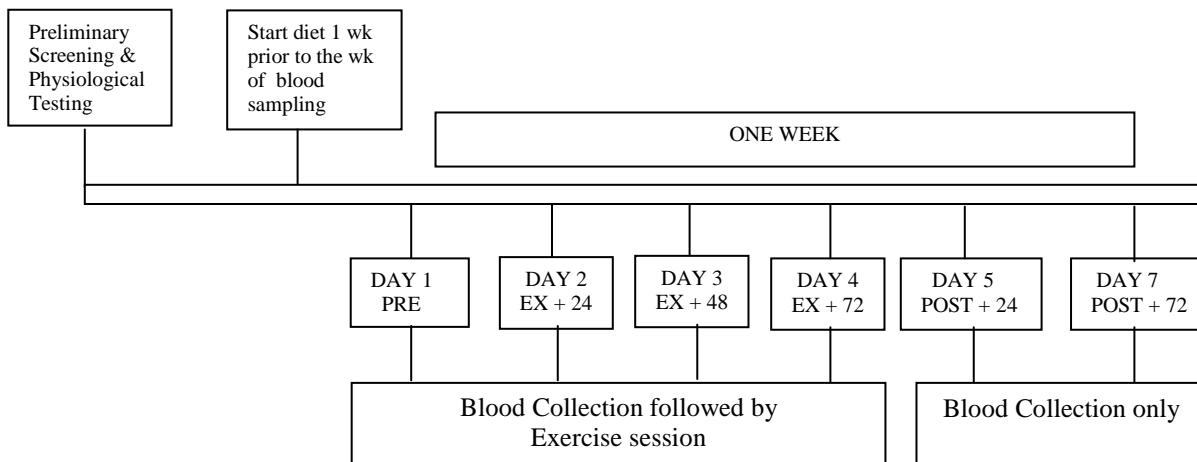 Preliminary
Screening &
Physiological
Testing
Start diet 1 wk
prior to the wk
of blood
sampling
ONE WEEK
DAY 1
PRE
DAY 2
EX + 24
DAY 3
EX + 48
DAY 4
EX + 72
DAY 5
POST + 24
DAY 7
POST + 72
Blood Collection followed by
Exercise session
Blood Collection only